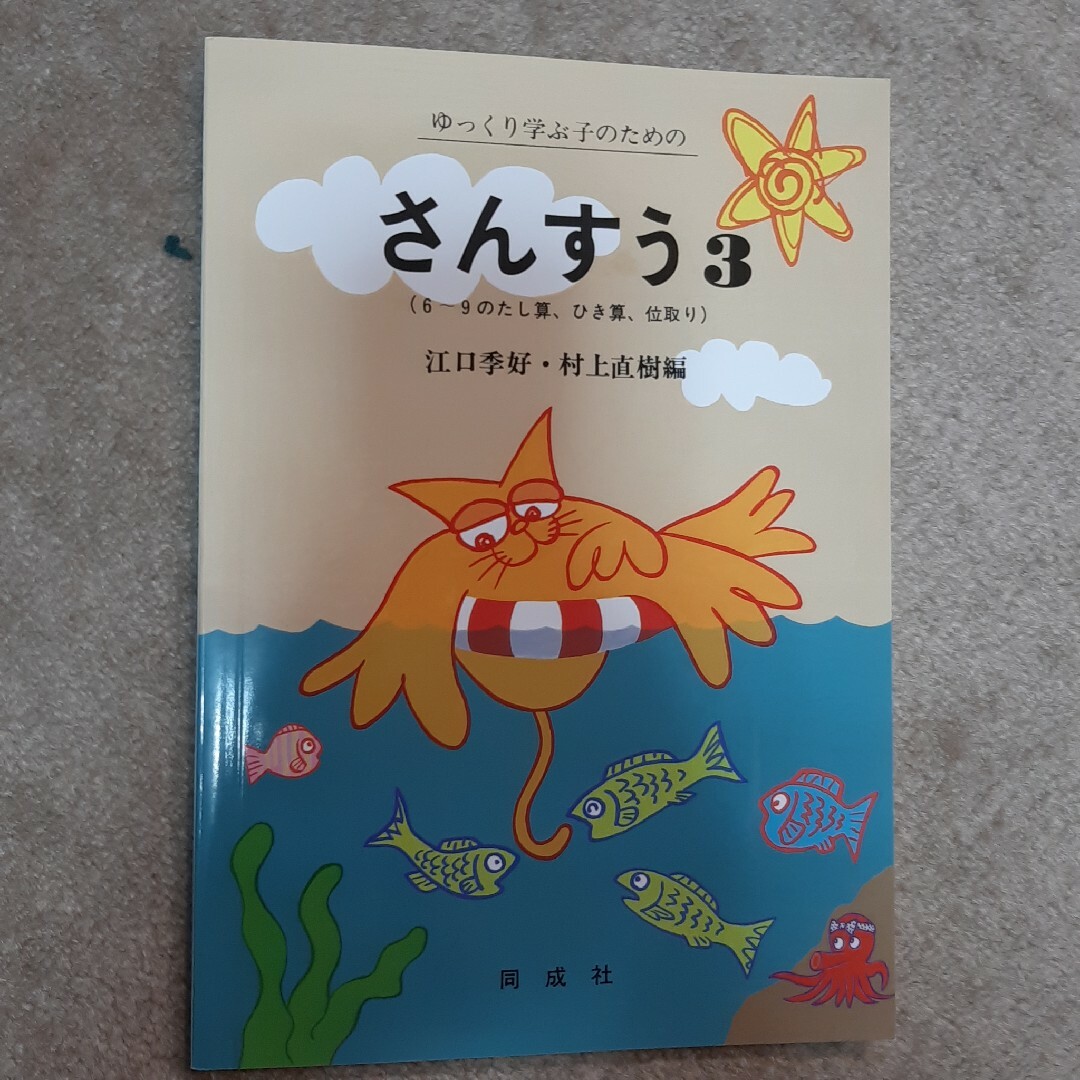 ゆっくり学ぶ子のための
さんすう3
(6~9のたし算、ひき算、位取り)
江口季好・村上直樹編
同成社